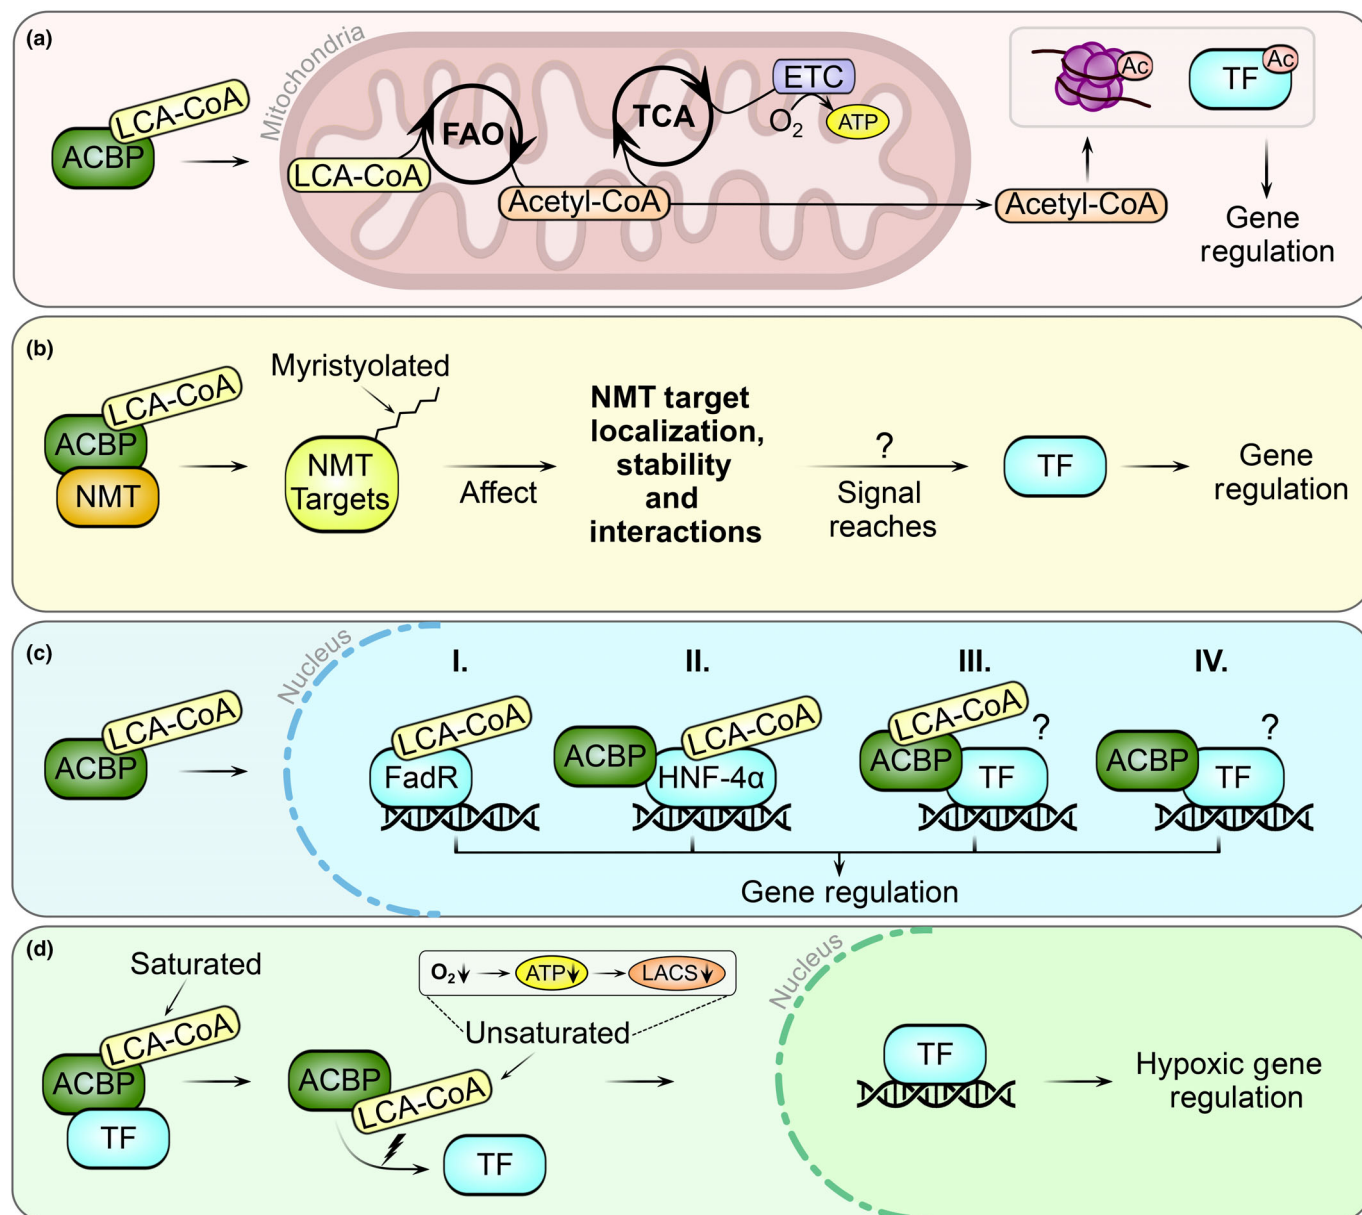 (a)
Mitochondria
LCA-CoA
ACBP
LCA-CoA
FAO
Acetyl-CoA
TCA
ETC
O2
ATP
Acetyl-CoA
Ac
TF
Ac
Gene
regulation
(b)
LCA-CoA
ACBP
NMT
Myristyolated
NMT
Targets
Affect
NMT target
localization,
stability
and
interactions
?
Signal
reaches
TF
Gene
regulation
(c)
LCA-CoA
ACBP
Nucleus
I.
LCA-CoA
FadR
II.
LCA-CoA
ACBP
HNF-4α
III.
LCA-CoA
?
ACBP
TF
IV.
?
ACBP
TF
Gene regulation
(d)
Saturated
LCA-CoA
ACBP
TF
O2
ATP
LACS
Unsaturated
ACBP
LCA-CoA
TF
Nucleus
TF
Hypoxic gene
regulation